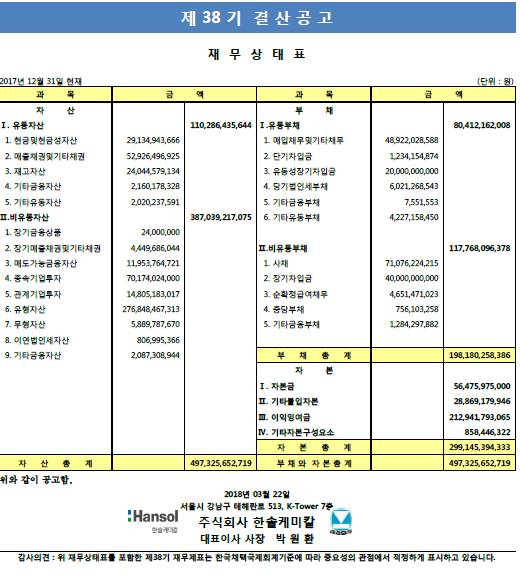 제 38 기 결 산 공 고
재 무 상 태 표
2017년 12월 31일 현재 (단위 : 원)
과 목 금 액 과 목 금 액
자 산 부 채
Ⅰ. 유동자산 110,286,435,644 Ⅰ.유동부채 80,412,162,008
1. 현금및현금성자산 29,134,943,666 1. 매입채무및기타채무 48,922,028,588
2. 매출채권및기타채권 52,926,496,925 2. 단기차입금 1,234,154,874
3. 재고자산 24,044,579,134 3. 유동성장기차입금 20,000,000,000
4. 기타금융자산 2,160,178,328 4. 당기법인세부채 6,021,268,543
5. 기타유동자산 2,020,237,591 5. 기타금융부채 7,551,553
Ⅱ.비유동자산 387,039,217,075 6. 기타유동부채 4,227,158,450
1. 장기금융상품 24,000,000
2. 장기매출채권및기타채권 4,449,686,044 Ⅱ.비유동부채 117,768,096,378
3. 매도가능금융자산 11,953,764,721 1. 사채 71,076,224,215
4. 종속기업투자 70,174,024,000 2. 장기차입금 40,000,000,000
5. 관계기업투자 14,805,183,017 3. 순확정급여채무 4,651,471,023
6. 유형자산 276,848,467,313 4. 충당부채 756,103,258
7. 무형자산 5,889,787,670 5. 기타금융부채 1,284,297,882
8. 이연법인세자산 806,995,366
9. 기타금융자산 2,087,308,944 부 채 총 계 198,180,258,386
자 본
Ⅰ. 자본금 56,475,975,000
Ⅱ. 기타불입자본 28,869,179,946
Ⅲ. 이익잉여금 212,941,793,065
Ⅳ. 기타자본구성요소 858,446,322
자 본 총 계 299,145,394,333
자 산 총 계 497,325,652,719 부 채 와 자 본 총 계 497,325,652,719
위와 같이 공고함.
2018년 03월 22일
서울시 강남구 테헤란로 513, K-Tower 7층
Hansol 한솔케미칼 주식회사 한솔케미칼
대표이사 사장 박 원 환
감사의견 : 위 재무상태표를 포함한 제38기 재무제표는 한국채택국제회계기준에 따라 중요성의 관점에서 적정하게 표시하고 있습니다.